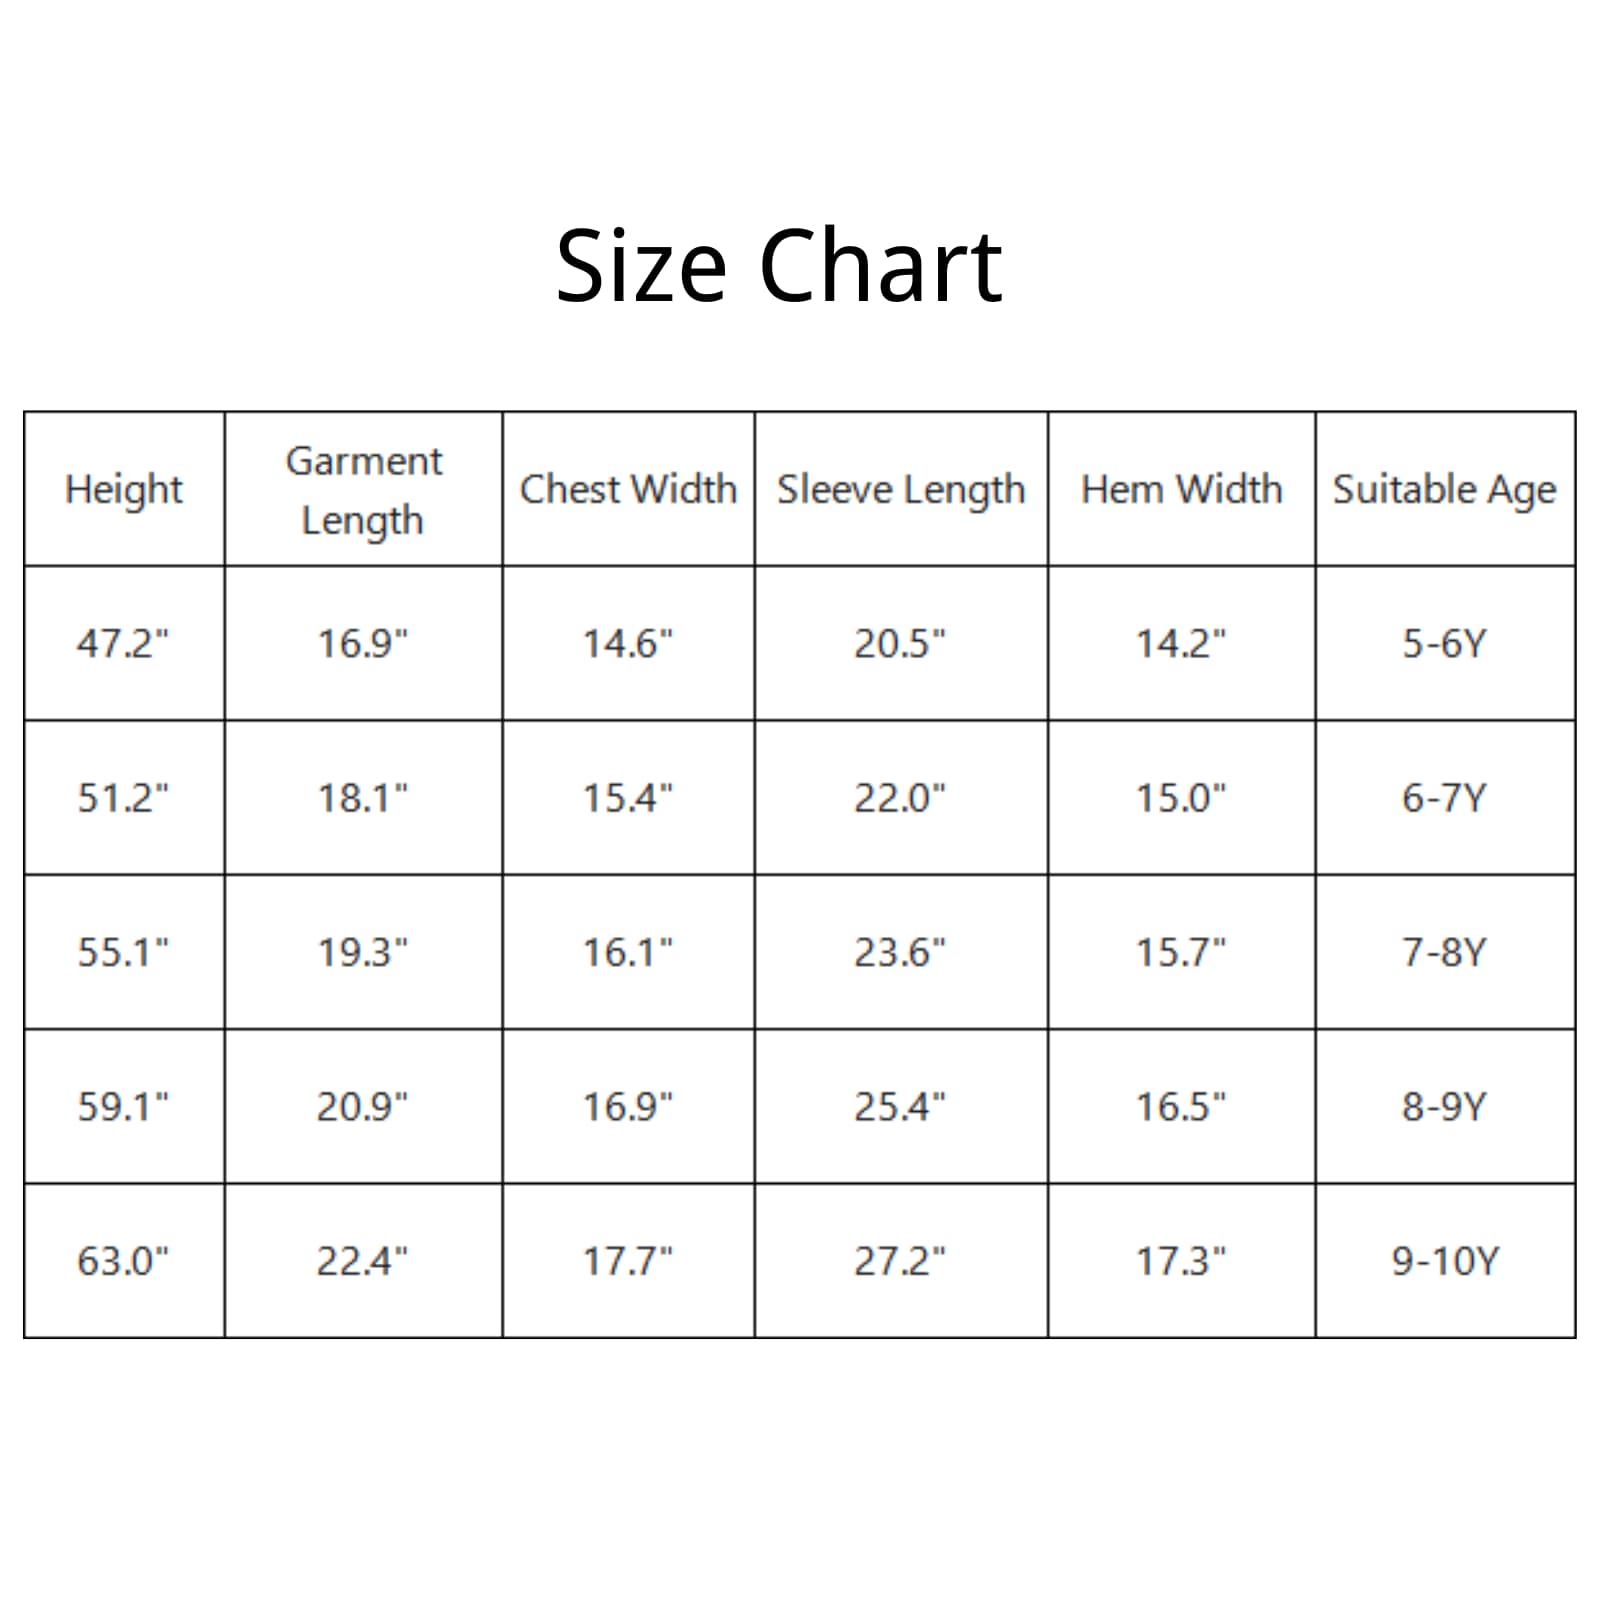 Size Chart
Height Garment Length Chest Width Sleeve Length Hem Width Suitable Age
47.2" 16.9" 14.6" 20.5" 14.2" 5-6Y
51.2" 18.1" 15.4" 22.0" 15.0" 6-7Y
55.1" 19.3" 16.1" 23.6" 15.7" 7-8Y
59.1" 20.9" 16.9" 25.4" 16.5" 8-9Y
63.0" 22.4" 17.7" 27.2" 17.3" 9-10Y